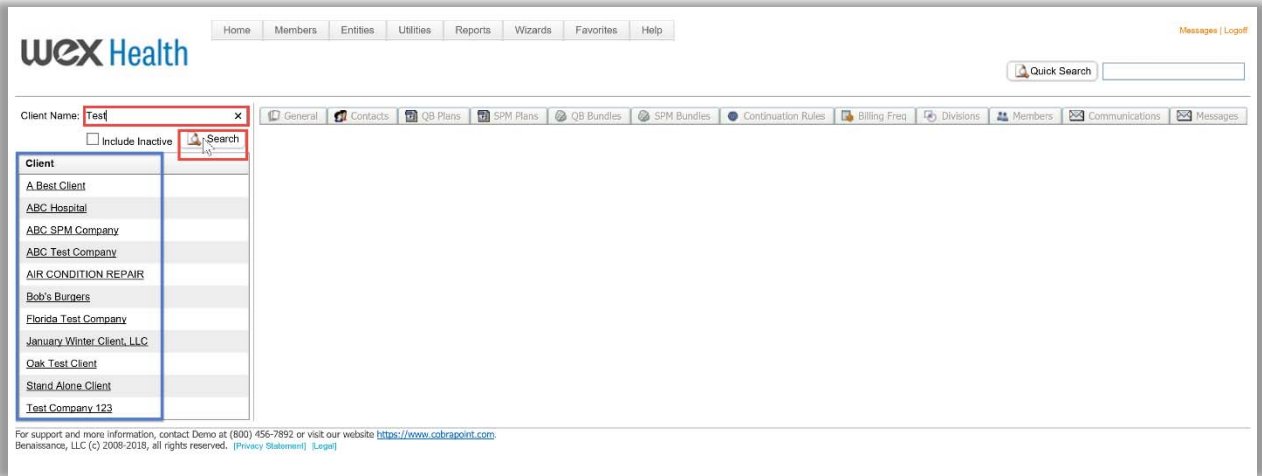 Home Members Entities Utilities Reports Wizards Favorites Help
Messages | Logoff
wex Health
Quick Search
Client Name: Test x
Include Inactive Search
General Contacts QB Plans SPM Plans QB Bundles SPM Bundles Continuation Rules Billing Freq Divisions Members Communications Messages
Client
A Best Client
ABC Hospital
ABC SPM Company
ABC Test Company
AIR CONDITION REPAIR
Bob's Burgers
Florida Test Company
January Winter Client, LLC
Oak Test Client
Stand Alone Client
Test Company 123
For support and more information, contact Demo at (800) 456-7892 or visit our website https://www.cobrapoint.com.
Benaissance, LLC (c) 2008-2018, all rights reserved. [Privacy Statement] [Legal]